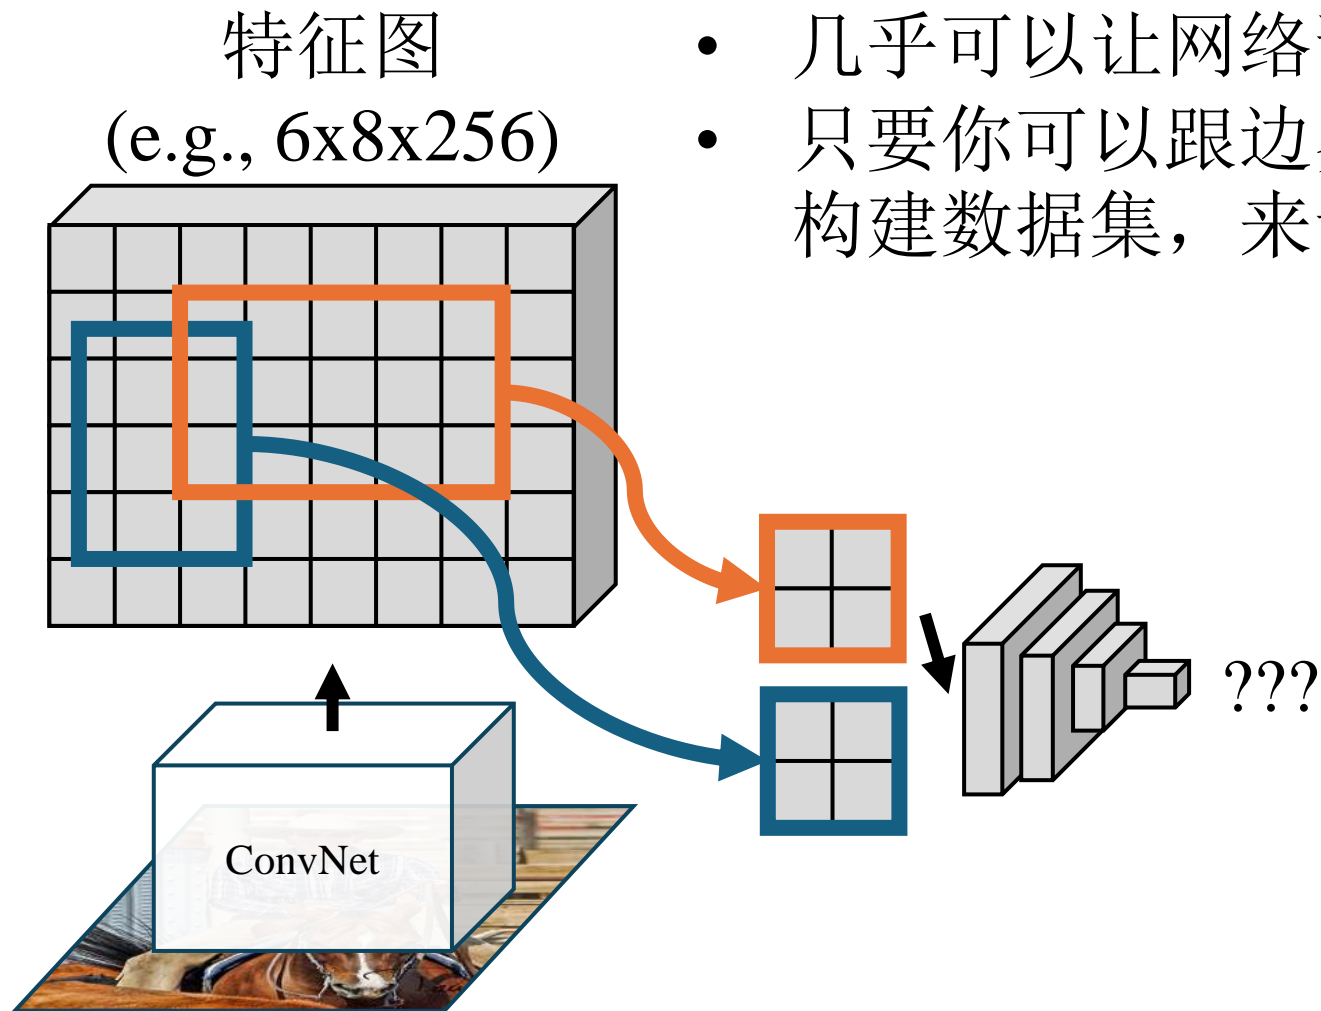 特征图
(e.g., 6x8x256)
• 几乎可以让网络
• 只要你可以跟边
构建数据集，来
ConvNet
???